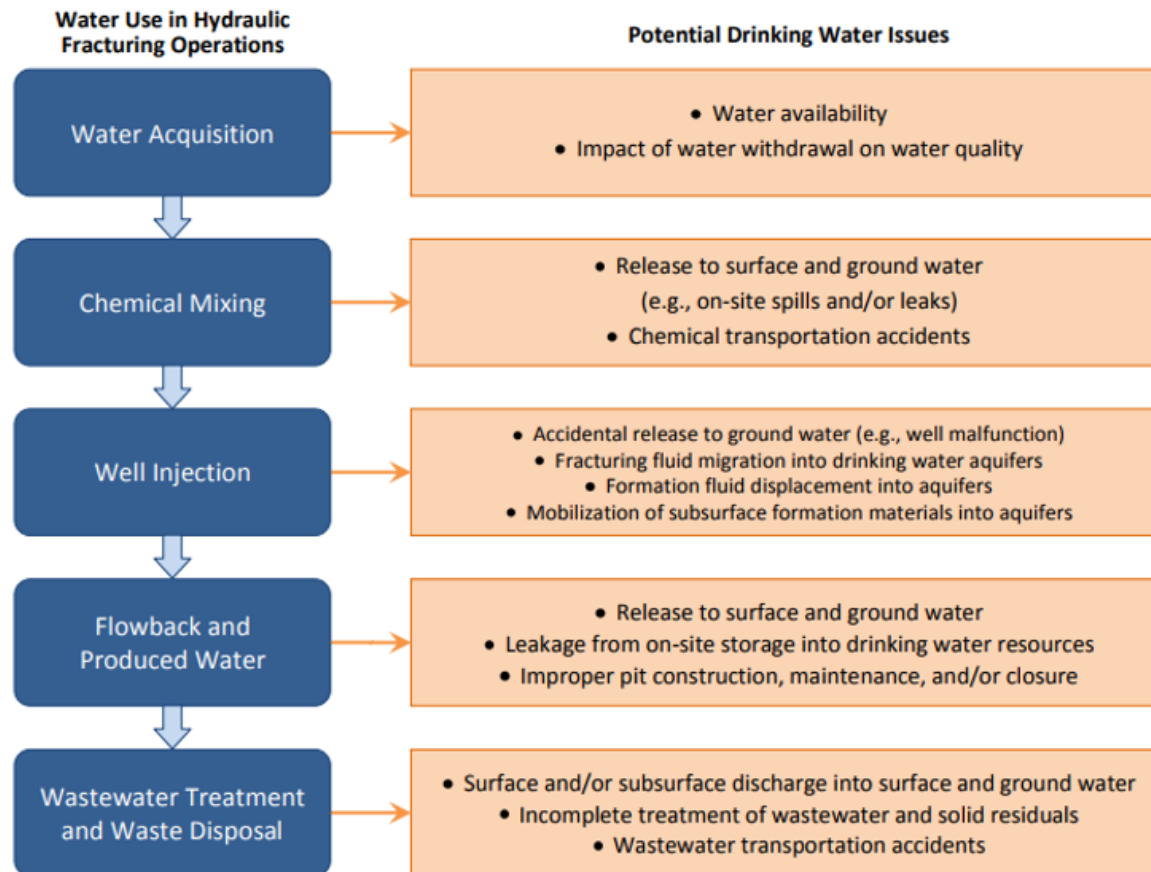 Water Use in Hydraulic
Fracturing Operations
Potential Drinking Water Issues
Water Acquisition
• Water availability
• Impact of water withdrawal on water quality
Chemical Mixing
• Release to surface and ground water
(e.g., on-site spills and/or leaks)
• Chemical transportation accidents
Well Injection
• Accidental release to ground water (e.g., well malfunction)
• Fracturing fluid migration into drinking water aquifers
• Formation fluid displacement into aquifers
• Mobilization of subsurface formation materials into aquifers
Flowback and
Produced Water
• Release to surface and ground water
• Leakage from on-site storage into drinking water resources
• Improper pit construction, maintenance, and/or closure
Wastewater Treatment
and Waste Disposal
• Surface and/or subsurface discharge into surface and ground water
• Incomplete treatment of wastewater and solid residuals
• Wastewater transportation accidents